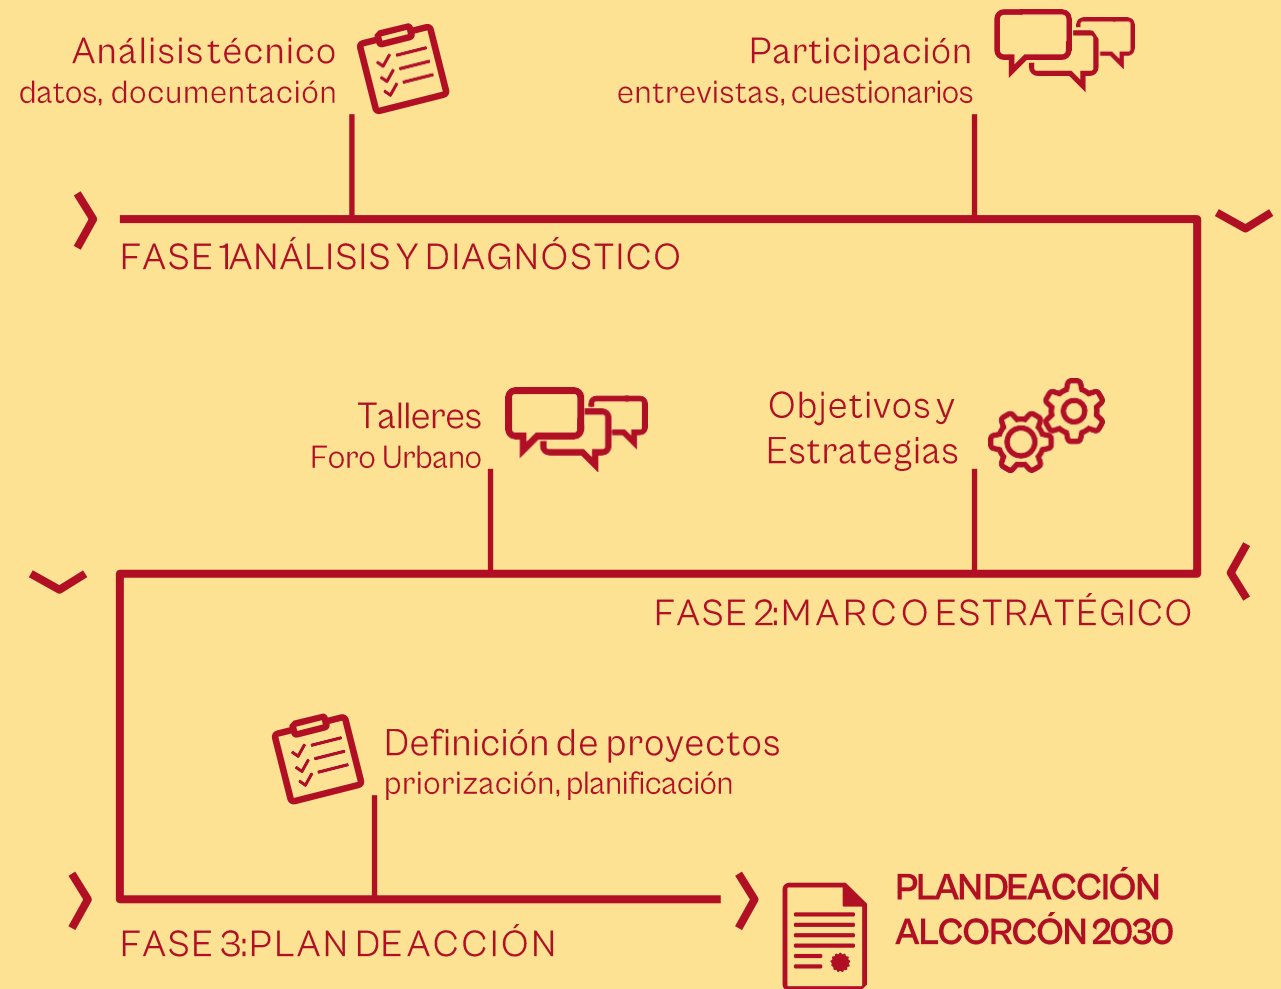 Análisis técnico
datos, documentación
Participación
entrevistas, cuestionarios
FASE 1 ANÁLISIS Y DIAGNÓSTICO
Talleres
Foro Urbano
Objetivos y
Estrategias
FASE 2: MARCO ESTRATÉGICO
Definición de proyectos
priorización, planificación
FASE 3: PLAN DE ACCIÓN
PLAN DE ACCIÓN
ALCORCÓN 2030